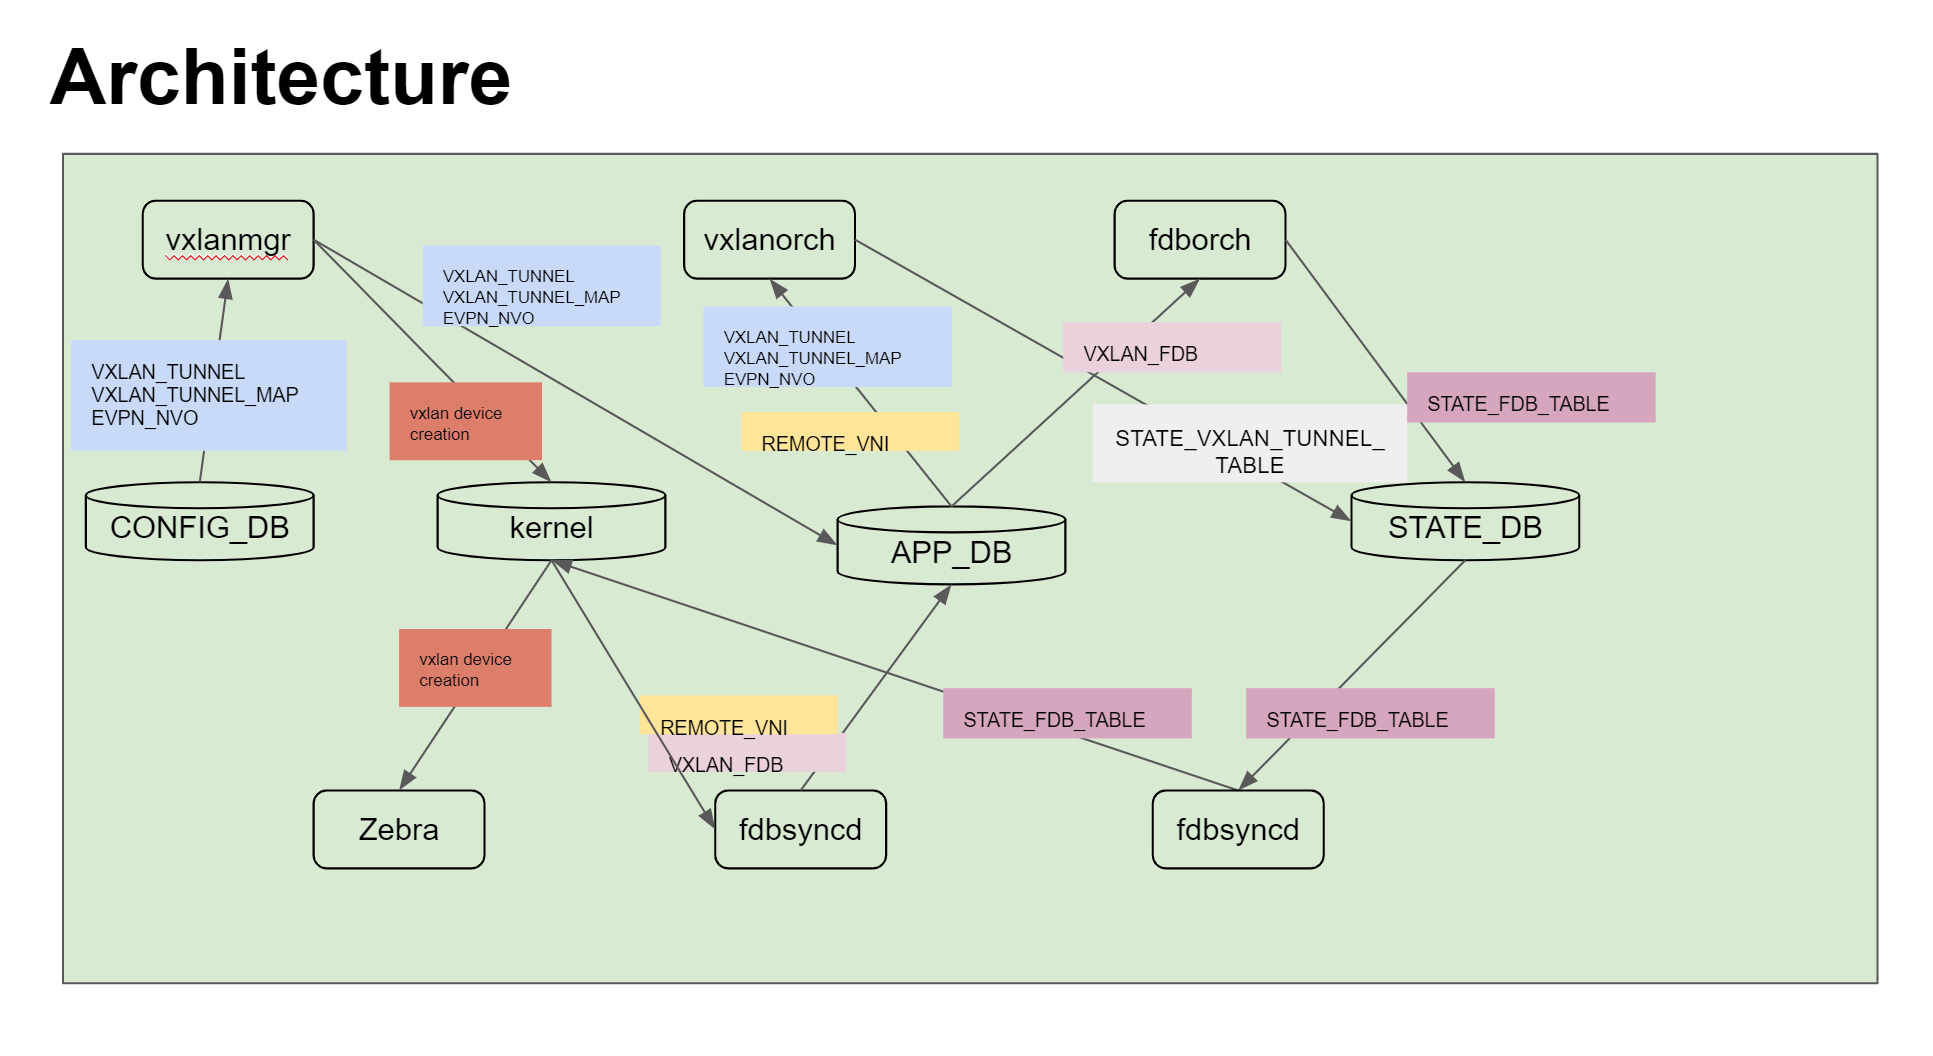 Architecture
vxlanmgr
vxlanorch
fdborch
VXLAN_TUNNEL
VXLAN_TUNNEL_MAP
EVPN_NVO
VXLAN_TUNNEL
VXLAN_TUNNEL_MAP
EVPN_NVO
VXLAN_FDB
VXLAN_TUNNEL
VXLAN_TUNNEL_MAP
EVPN_NVO
vxlan device
creation
STATE_FDB_TABLE
REMOTE_VNI
STATE_VXLAN_TUNNEL_
TABLE
CONFIG_DB
kernel
APP_DB
STATE_DB
vxlan device
creation
REMOTE_VNI
VXLAN_FDB
STATE_FDB_TABLE
STATE_FDB_TABLE
Zebra
fdbsyncd
fdbsyncd